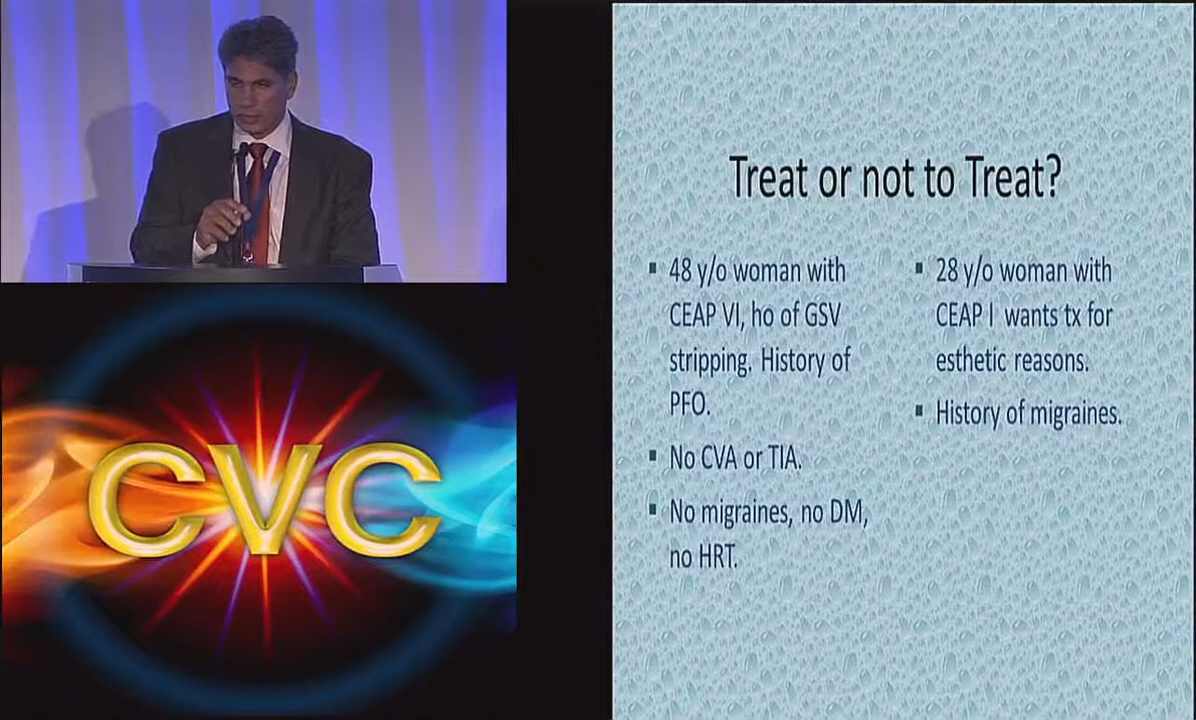 Treat or not to Treat?
48 y/o woman with
CEAP VI, ho of GSV
stripping. History of
PFO.
No CVA or TIA.
No migraines, no DM,
no HRT.
28 y/o woman with
CEAP I wants tx for
esthetic reasons.
History of migraines.
CVC